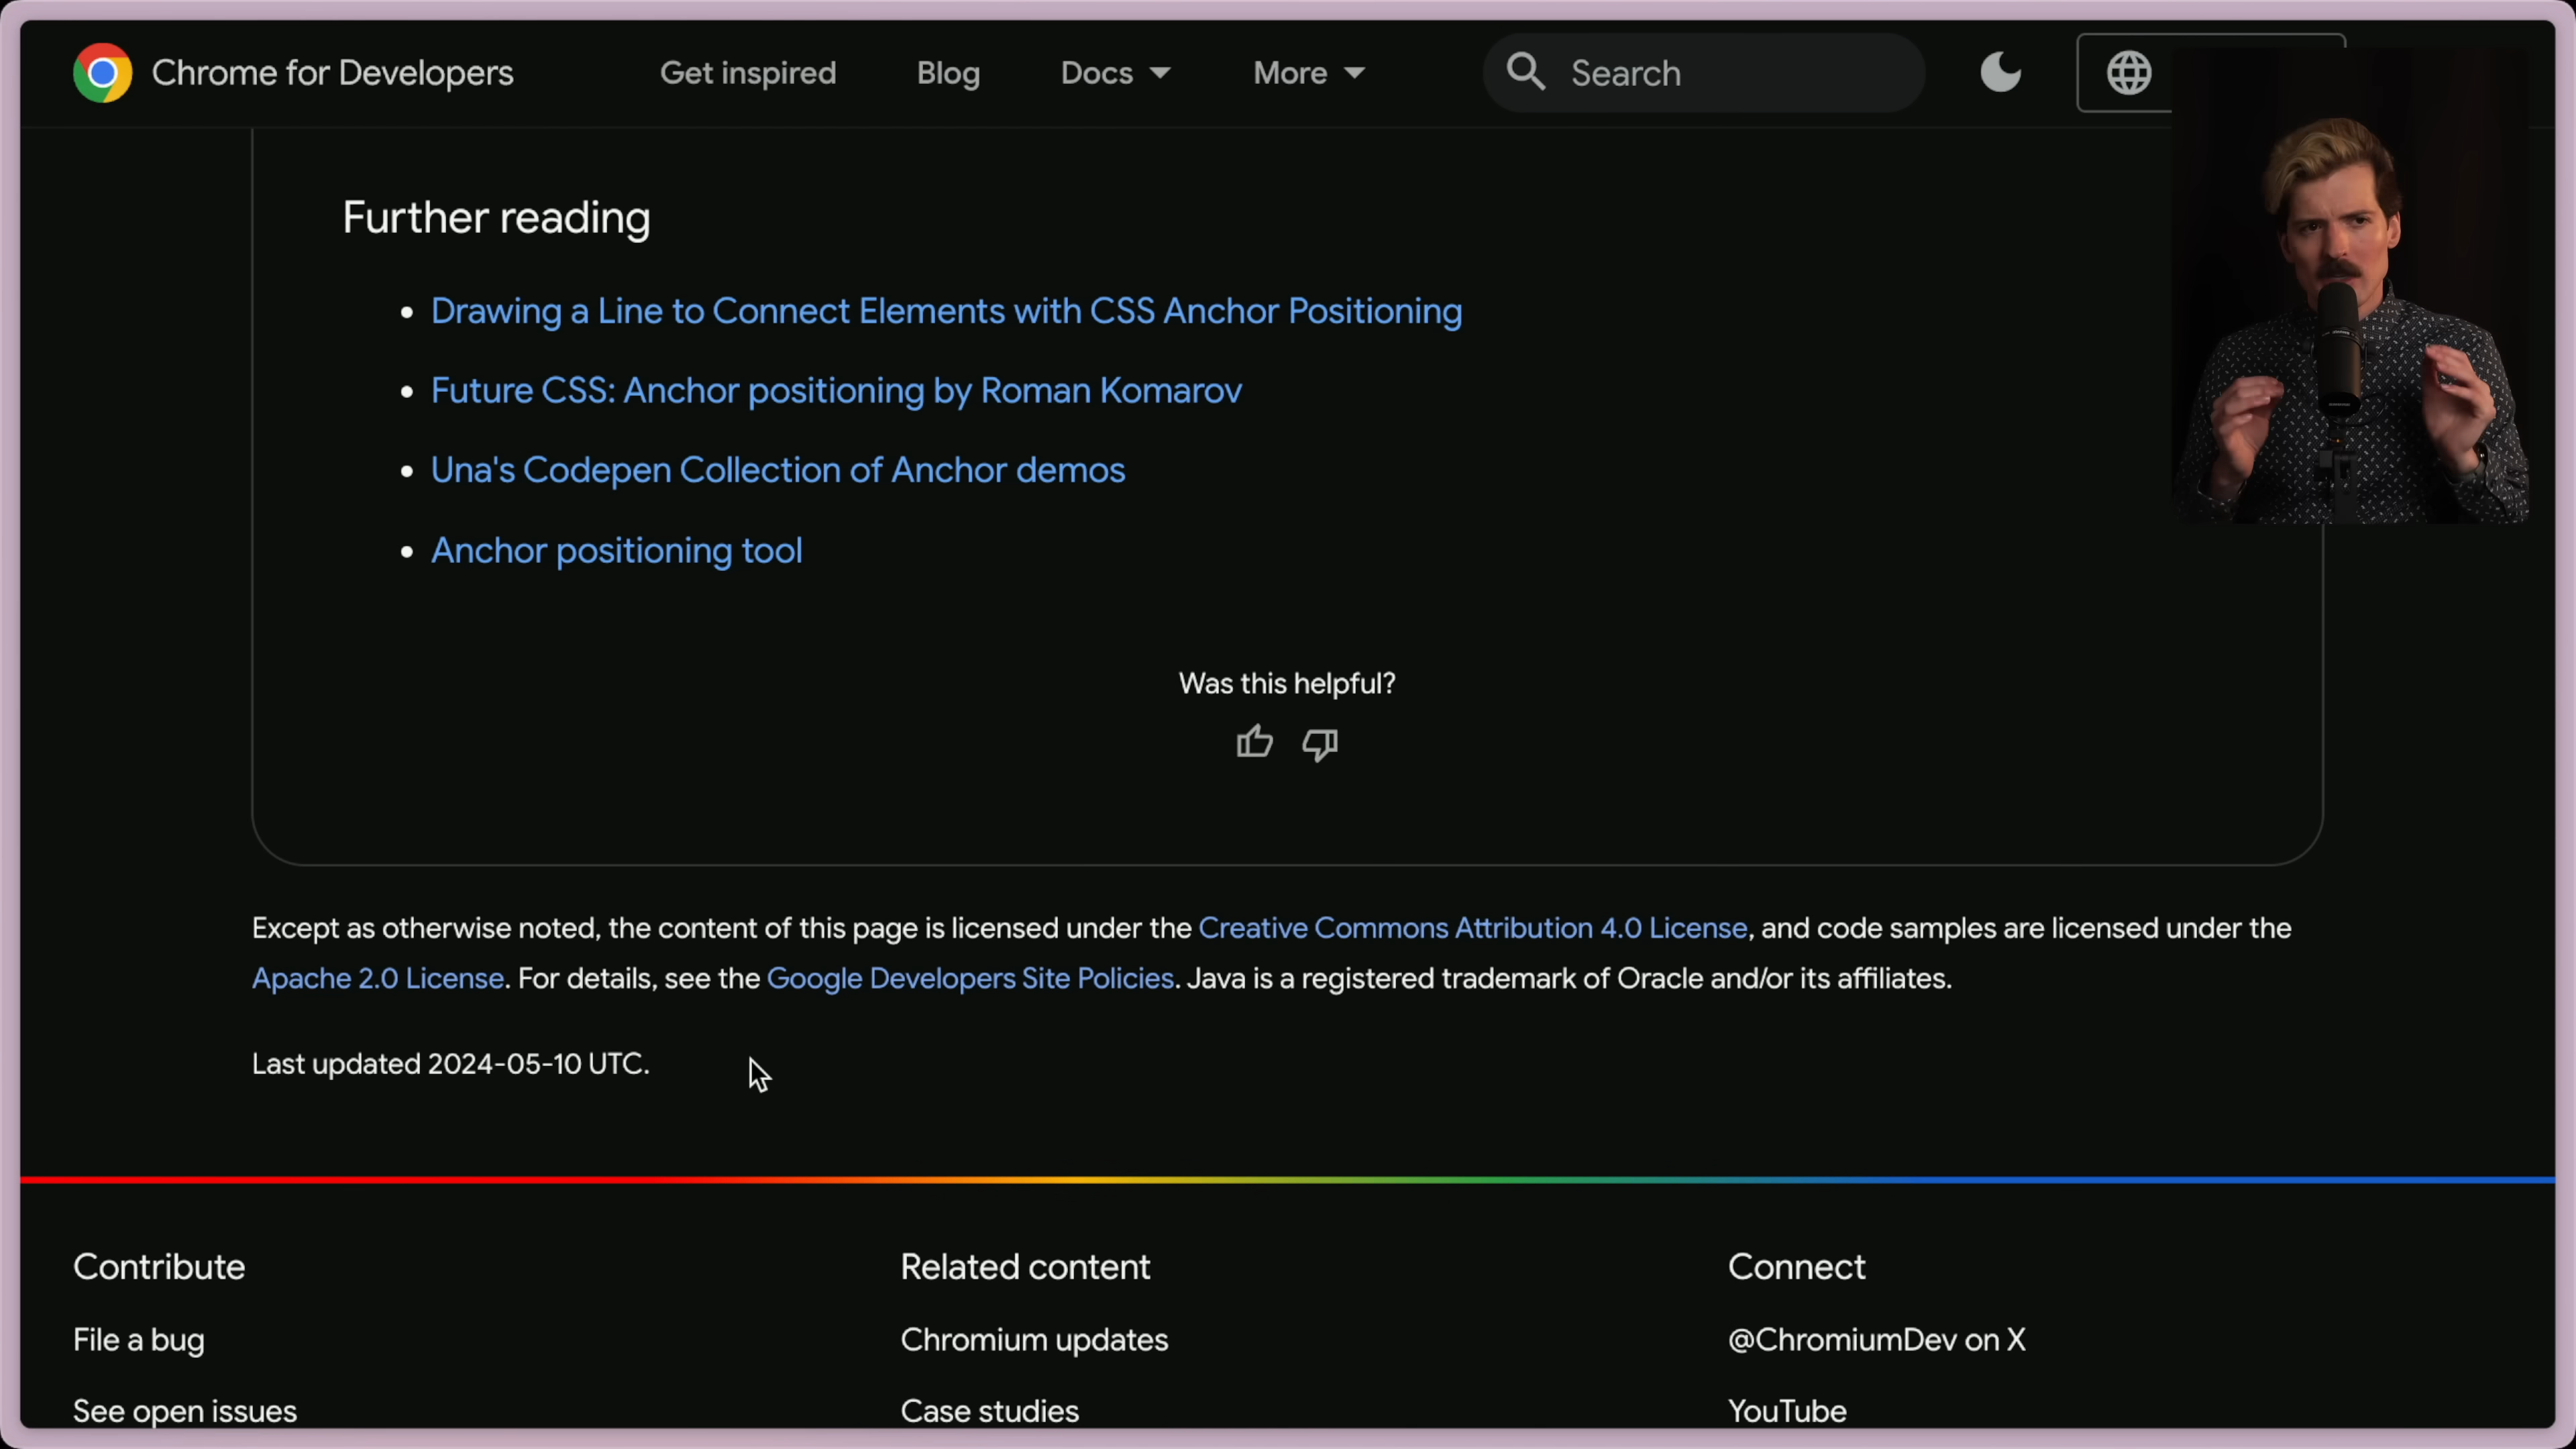 Chrome for Developers
Get inspired
Blog
Docs
More
Search
Further reading
Drawing a Line to Connect Elements with CSS Anchor Positioning
Future CSS: Anchor positioning by Roman Komarov
Una's Codepen Collection of Anchor demos
Anchor positioning tool
Was this helpful?
Except as otherwise noted, the content of this page is licensed under the Creative Commons Attribution 4.0 License, and code samples are licensed under the
Apache 2.0 License. For details, see the Google Developers Site Policies. Java is a registered trademark of Oracle and/or its affiliates.
Last updated 2024-05-10 UTC.
Contribute
File a bug
See open issues
Related content
Chromium updates
Case studies
Connect
@ChromiumDev on X
YouTube